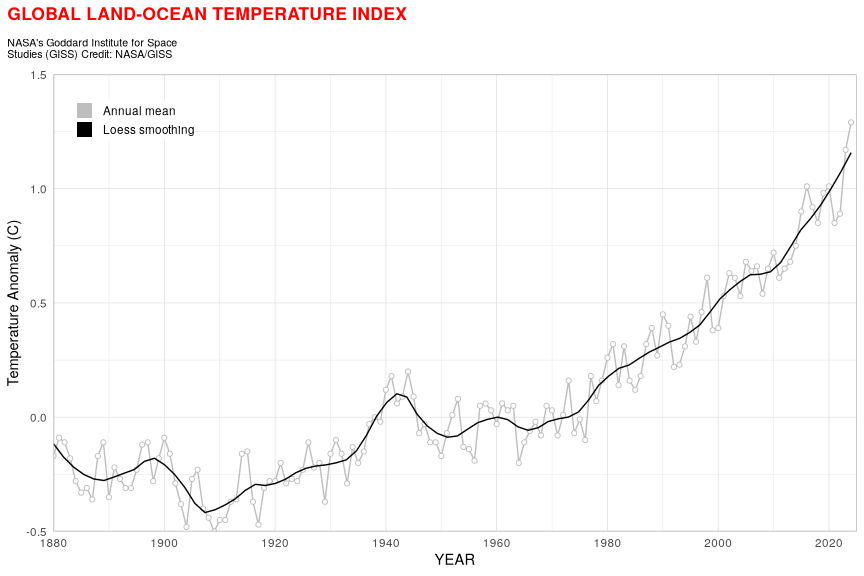 GLOBAL LAND-OCEAN TEMPERATURE INDEX
NASA's Goddard Institute for Space
Studies (GISS) Credit: NASA/GISS
Annual mean
Loess smoothing
Temperature Anomaly (C)
1.5
1.0
0.5
0.0
-0.5
1880
1900
1920
1940
1960
1980
2000
2020
YEAR